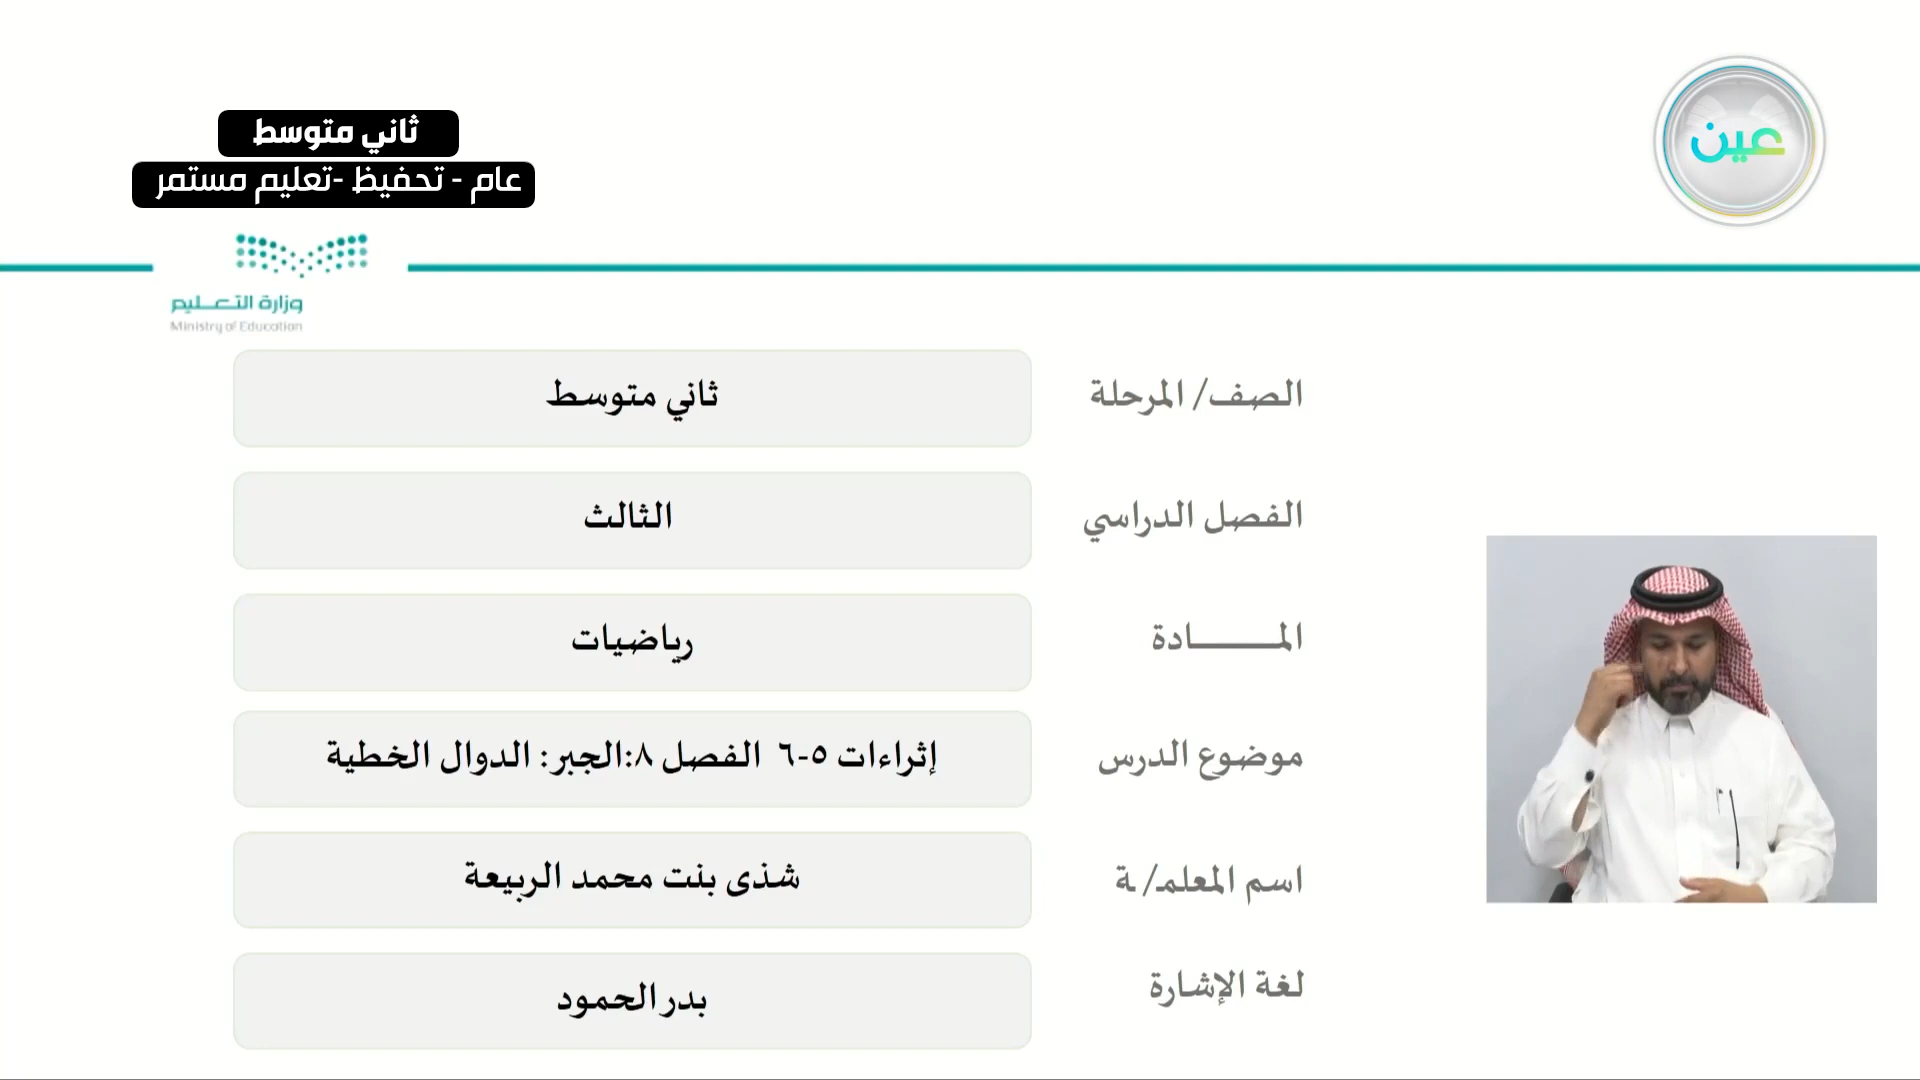 عين
ثاني متوسط
عام - تحفيظ -تعليم مستمر
وزارة التعليم
Ministry of Education
الصف/ المرحلة
ثاني متوسط
الفصل الدراسي
الثالث
المــــــــادة
رياضيات
موضوع الدرس
إثراءات ٥-٦ الفصل ٨:الجبر: الدوال الخطية
اسم المعلمـ/ ـة
شذى بنت محمد الربيعة
لغة الإشارة
بدر الحمود